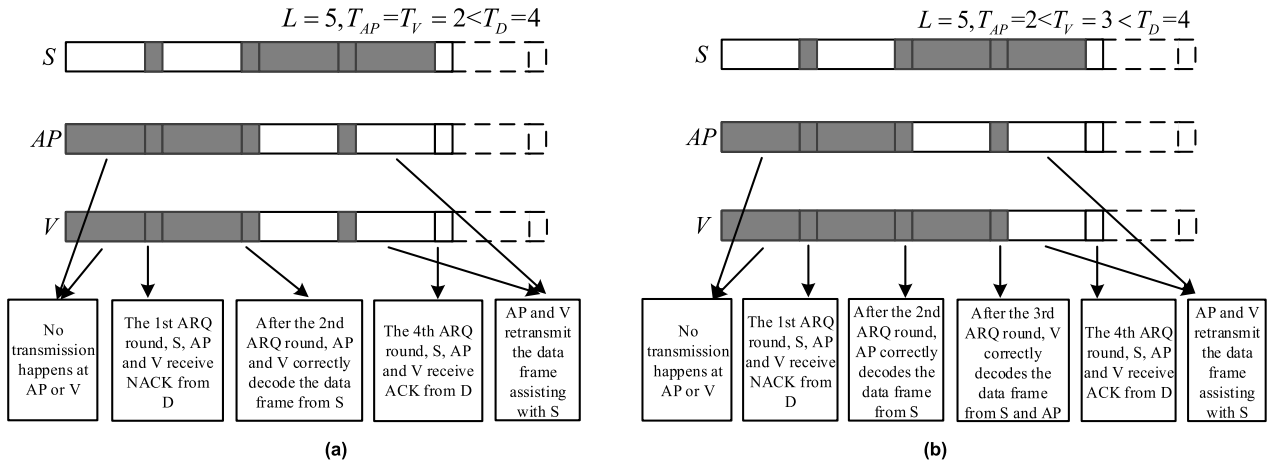 L = 5, T_AP = T_V = 2 < T_D = 4
S
AP
V
No
transmission
happens at
AP or V
The 1st ARQ
round, S, AP
and V receive
NACK from
D
After the 2nd
ARQ round, AP
and V correctly
decode the data
frame from S
The 4th ARQ
round, S, AP
and V receive
ACK from D
AP and V
retransmit
the data
frame
assisting
with S
(a)
L = 5, T_AP = 2 < T_V = 3 < T_D = 4
S
AP
V
No
transmission
happens at
AP or V
The 1st ARQ
round, S, AP
and V receive
NACK from
D
After the 2nd
ARQ round,
AP correctly
decodes the
data frame
from S
After the 3rd
ARQ round, V
correctly
decodes the
data frame
from S and AP
The 4th ARQ
round, S, AP
and V receive
ACK from D
AP and V
retransmit
the data
frame
assisting
with S
(b)